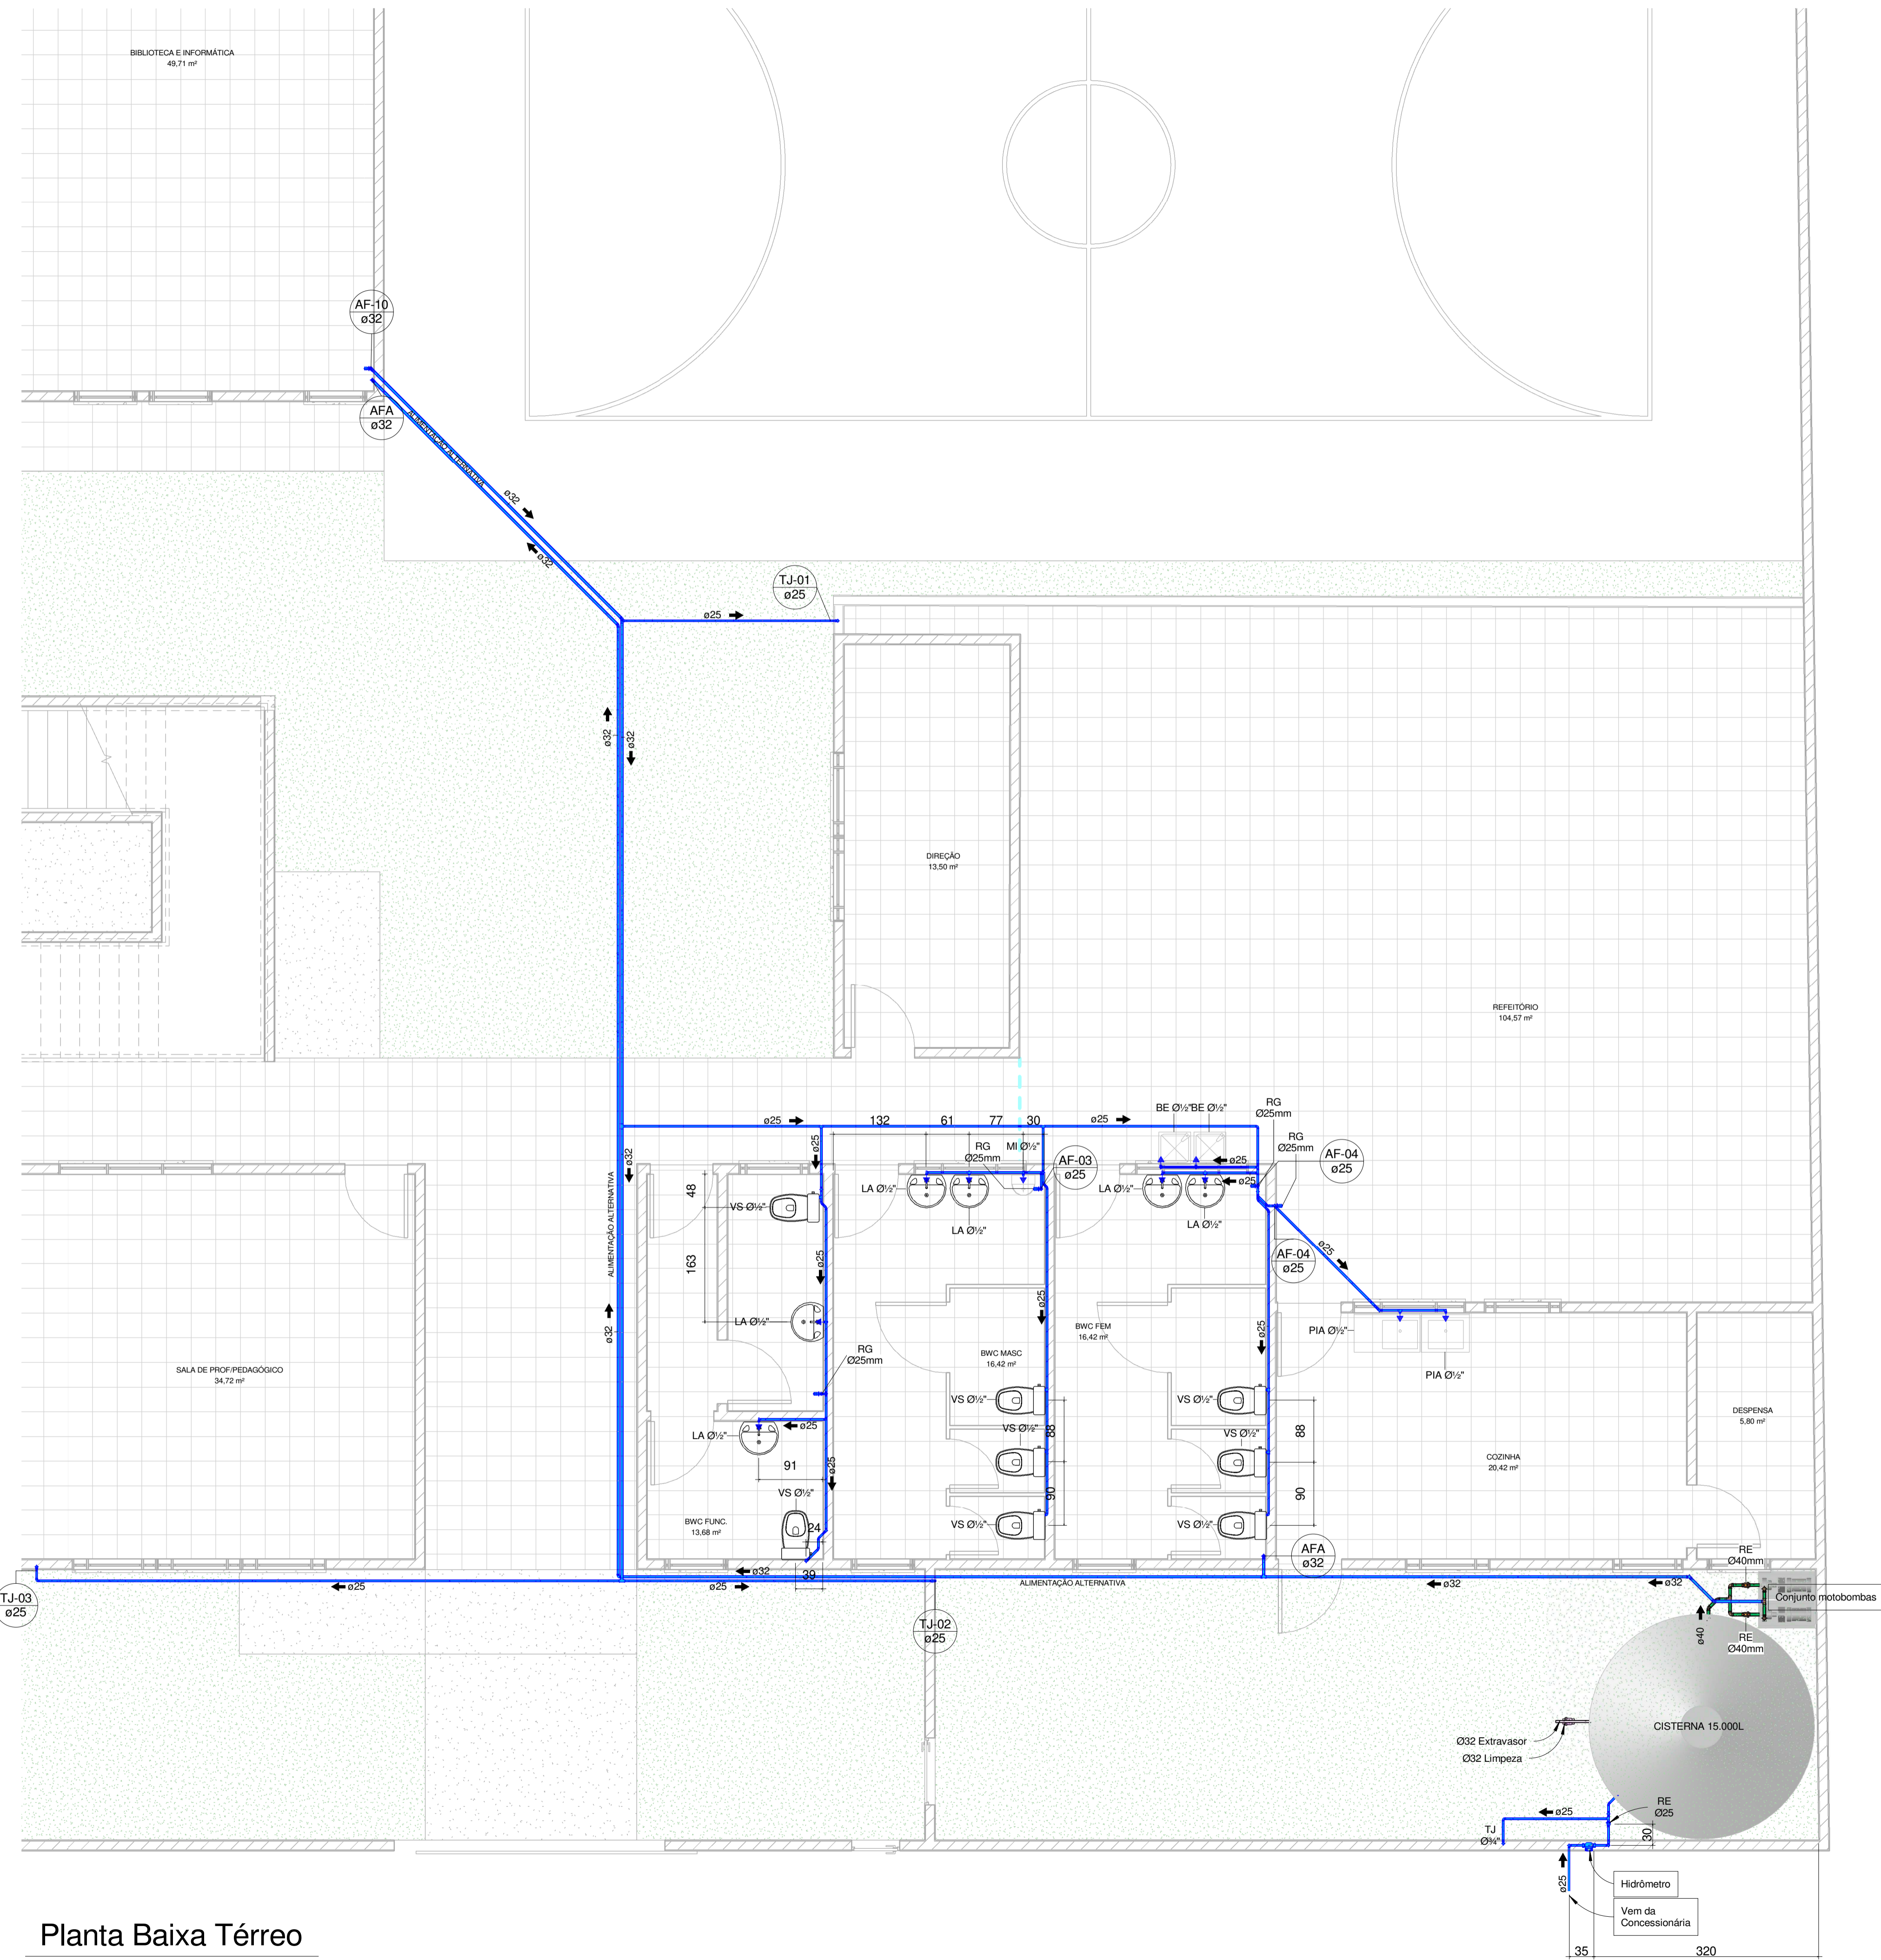 BIBLIOTECA E INFORMÁTICA
49,71 m²
AF-10
ø32
AFA
ø32
ALIMENTAÇÃO ALTERNATIVA
ø32
ø32
TJ-01
ø25
ø25
ø32
ø32
DIREÇÃO
13,50 m²
REFEITÓRIO
104,57 m²
ø25
132
61
77
30
ø25
BE Ø½"
BE Ø½"
RG
Ø25mm
RG
Ø25mm
MI Ø½"
RG
Ø25mm
AF-03
ø25
AF-04
ø25
ø25
ø32
ø25
ø25
48
VS Ø½"
LA Ø½"
LA Ø½"
LA Ø½"
LA Ø½"
ALIMENTAÇÃO ALTERNATIVA
163
ø25
ø25
AF-04
ø25
ø25
ø32
LA Ø½"
ø25
BWC FEM
16,42 m²
PIA Ø½"
PIA Ø½"
RG
Ø25mm
BWC MASC
16,42 m²
SALA DE PROF/PEDAGÓGICO
34,72 m²
VS Ø½"
VS Ø½"
DESPENSA
5,80 m²
ø25
LA Ø½"
VS Ø½"
88
VS Ø½"
88
COZINHA
20,42 m²
91
ø25
VS Ø½"
90
90
BWC FUNC.
13,68 m²
24
VS Ø½"
VS Ø½"
AFA
ø32
RE
Ø40mm
ø32
39
ø25
ø25
ALIMENTAÇÃO ALTERNATIVA
ø32
ø32
Conjunto motobombas
TJ-03
ø25
TJ-02
ø25
ø40
RE
Ø40mm
CISTERNA 15.000L
Ø32 Extravasor
Ø32 Limpeza
ø25
RE
Ø25
TJ
Ø¾"
30
ø25
Hidrômetro
Vem da
Concessionária
35
320
Planta Baixa Térreo